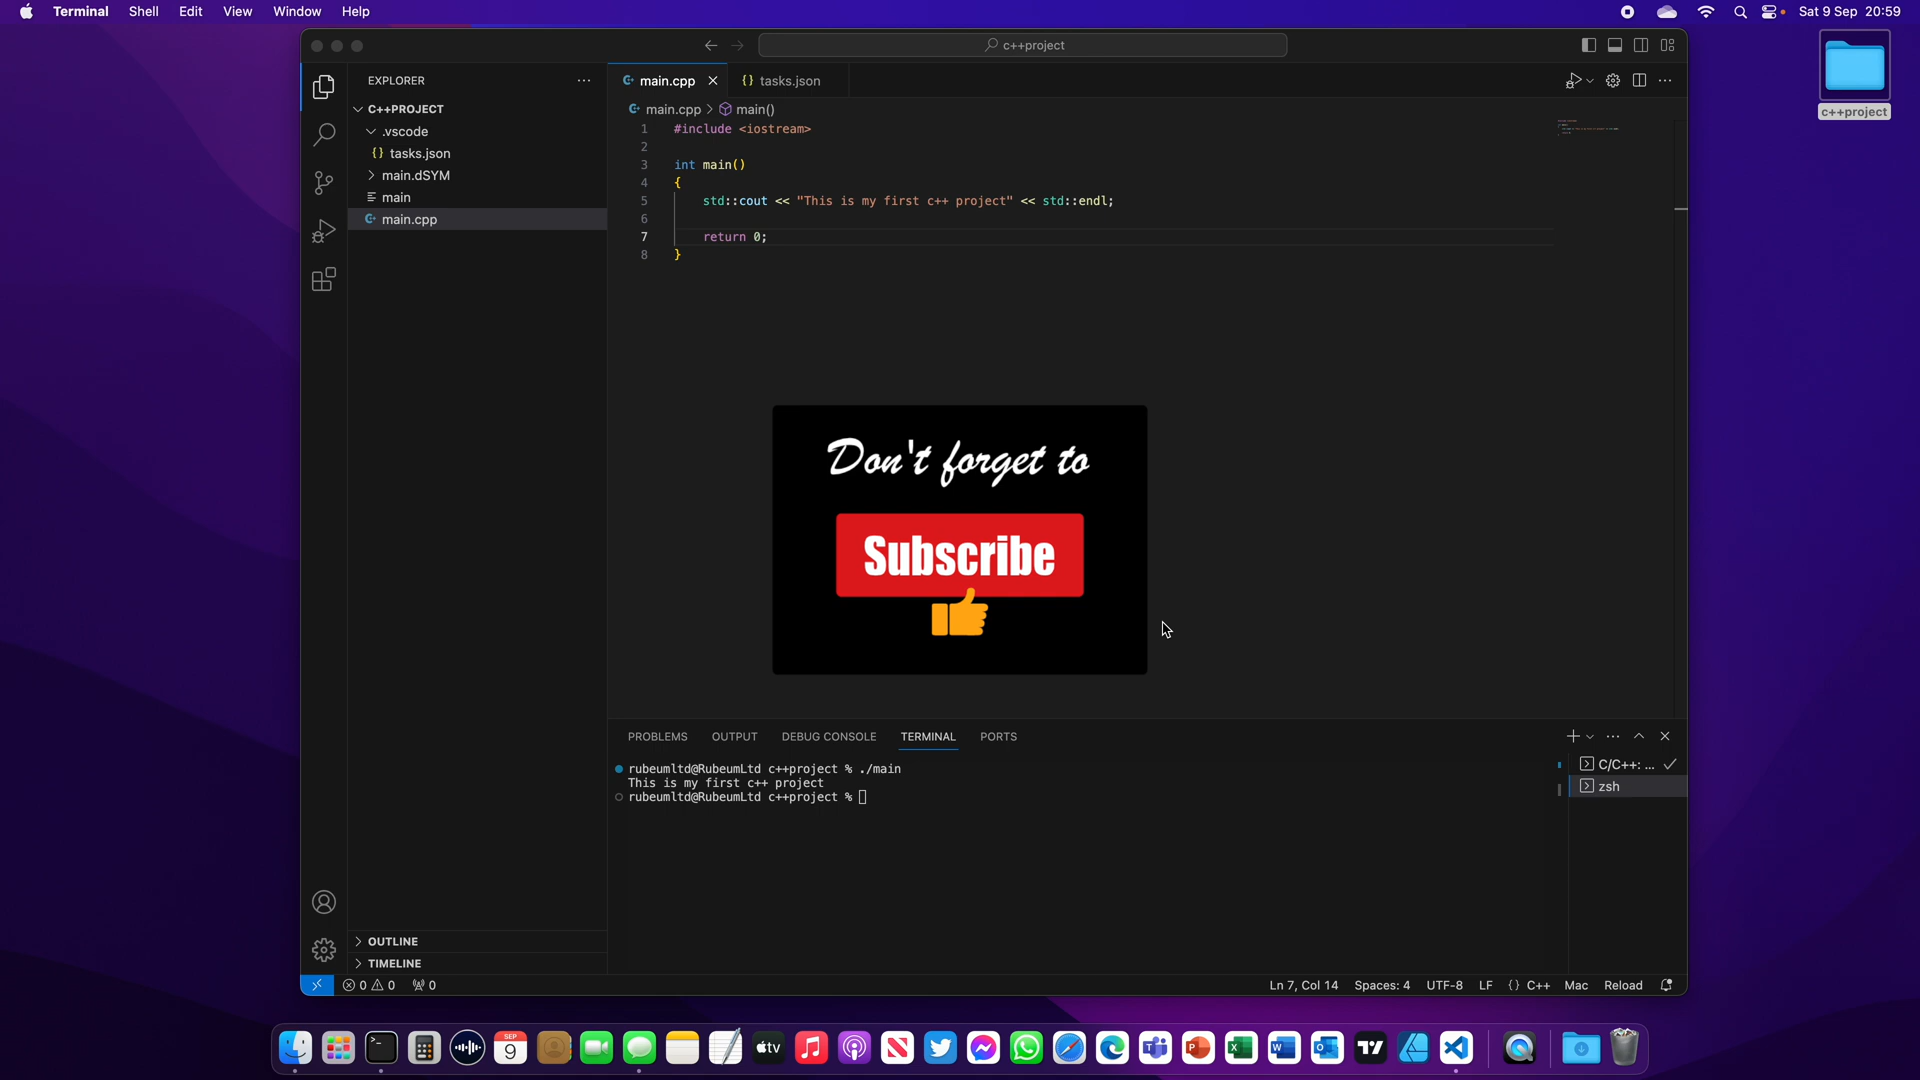 Terminal Shell Edit View Window Help
Sat 9 Sep 20:59
c++project
c++project
EXPLORER
C++PROJECT
.vscode
{} tasks.json
main.dSYM
main
main.cpp
main.cpp
{} tasks.json
main.cpp > main()
1 #include <iostream>
2
3 int main()
4 {
5 std::cout << "This is my first c++ project" << std::endl;
6
7 return 0;
8 }
Don't forget to
Subscribe
PROBLEMS OUTPUT DEBUG CONSOLE TERMINAL PORTS
rubeumltd@RubeumLtd c++project % ./main
This is my first c++ project
rubeumltd@RubeumLtd c++project %
C/C++: ...
zsh
OUTLINE
TIMELINE
0 0 0
Ln 7, Col 14 Spaces: 4 UTF-8 LF {} C++ Mac Reload
SEP
9
tv